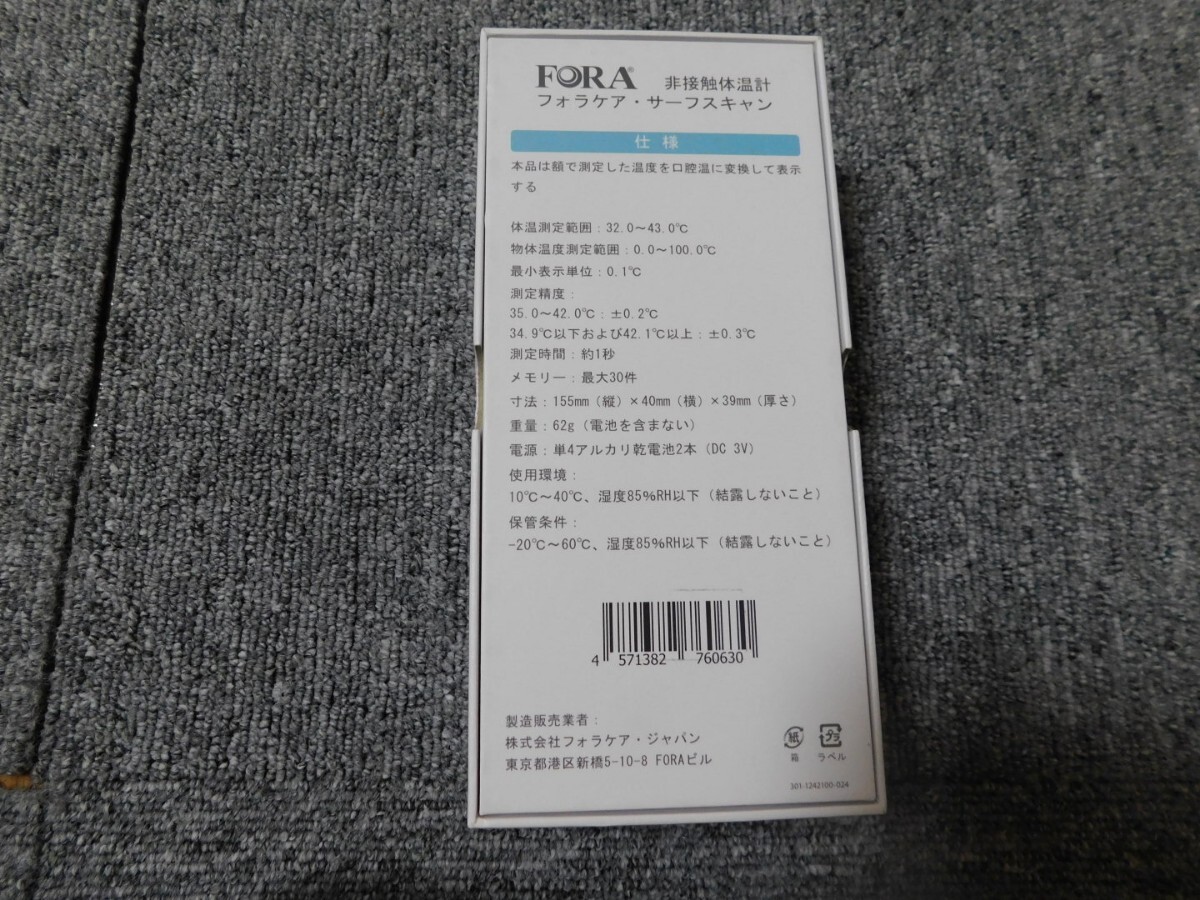 FORA® 非接触体温計
フォラケア・サーフスキャン
仕様
本品は額で測定した温度を口腔温に変換して表示
する
体温測定範囲：32.0～43.0℃
物体温度測定範囲：0.0～100.0℃
最小表示単位：0.1℃
測定精度：
35.0～42.0℃：±0.2℃
34.9℃以下および42.1℃以上：±0.3℃
測定時間：約1秒
メモリー：最大30件
寸法：155mm（縦）×40mm（横）×39mm（厚さ）
重量：62g（電池を含まない）
電源：単4アルカリ乾電池2本（DC 3V）
使用環境：
10℃～40℃、湿度85%RH以下（結露しないこと）
保管条件：
-20℃～60℃、湿度85%RH以下（結露しないこと）
4 571382 760630
製造販売業者：
株式会社フォラケア・ジャパン
東京都港区新橋5-10-8 FORAビル
紙 プラ
箱 ラベル
301-1242100-024